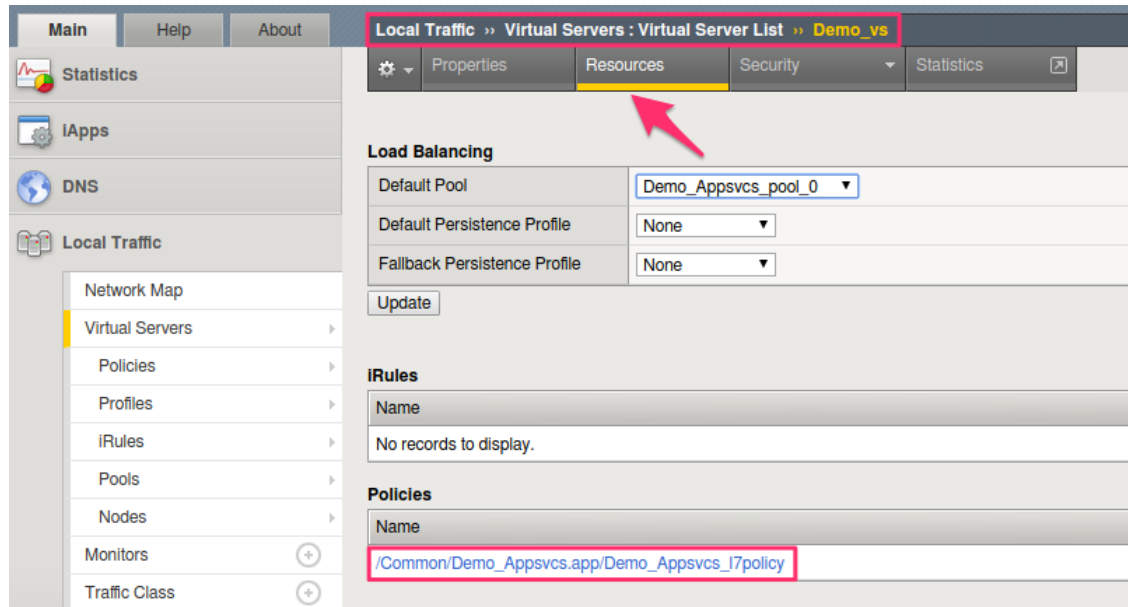 Main Help About
Local Traffic ›› Virtual Servers : Virtual Server List ›› Demo_vs
Properties Resources Security Statistics
Statistics
iApps
DNS
Local Traffic
Network Map
Virtual Servers
Policies
Profiles
iRules
Pools
Nodes
Monitors
Traffic Class
Load Balancing
Default Pool Demo_Appsvcs_pool_0
Default Persistence Profile None
Fallback Persistence Profile None
Update
iRules
Name
No records to display.
Policies
Name
/Common/Demo_Appsvcs.app/Demo_Appsvcs_l7policy